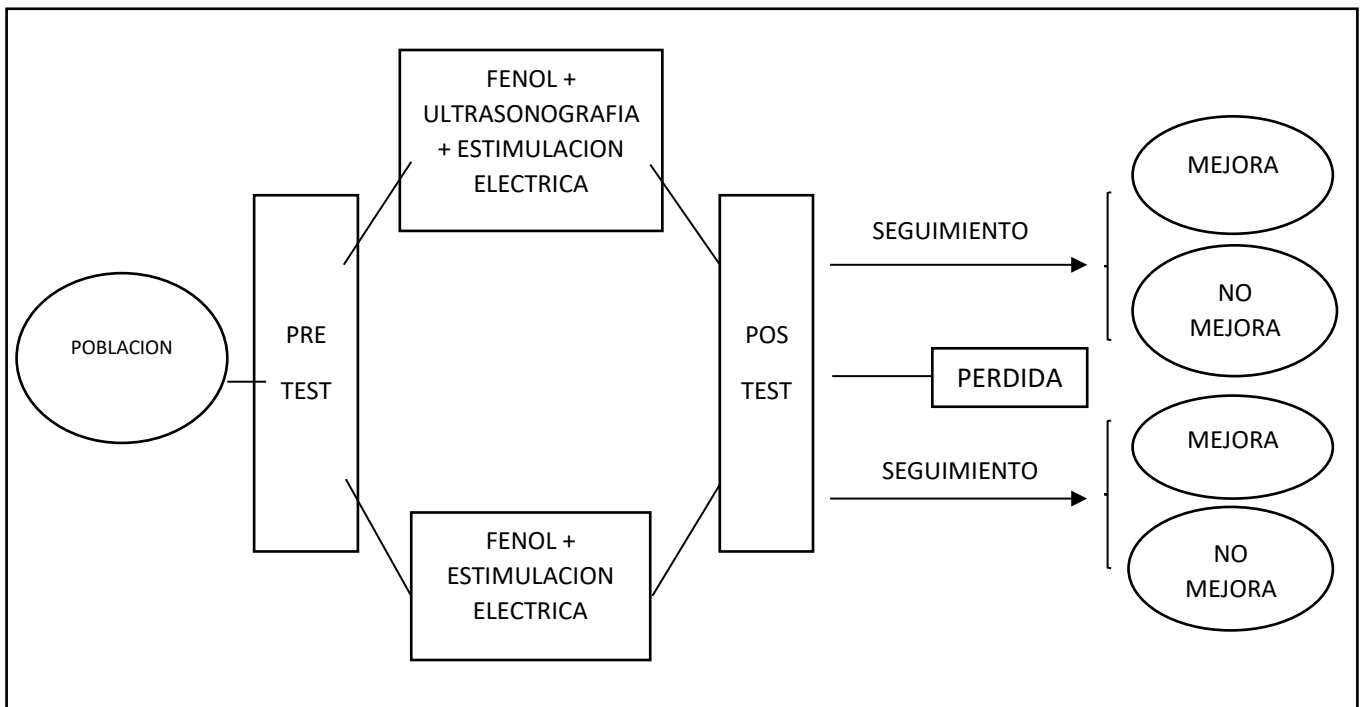 POBLACION
PRE
TEST
FENOL +
ULTRASONOGRAFIA
+ ESTIMULACION
ELECTRICA
FENOL +
ESTIMULACION
ELECTRICA
POS
TEST
SEGUIMIENTO
MEJORA
NO
MEJORA
PERDIDA
SEGUIMIENTO
MEJORA
NO
MEJORA